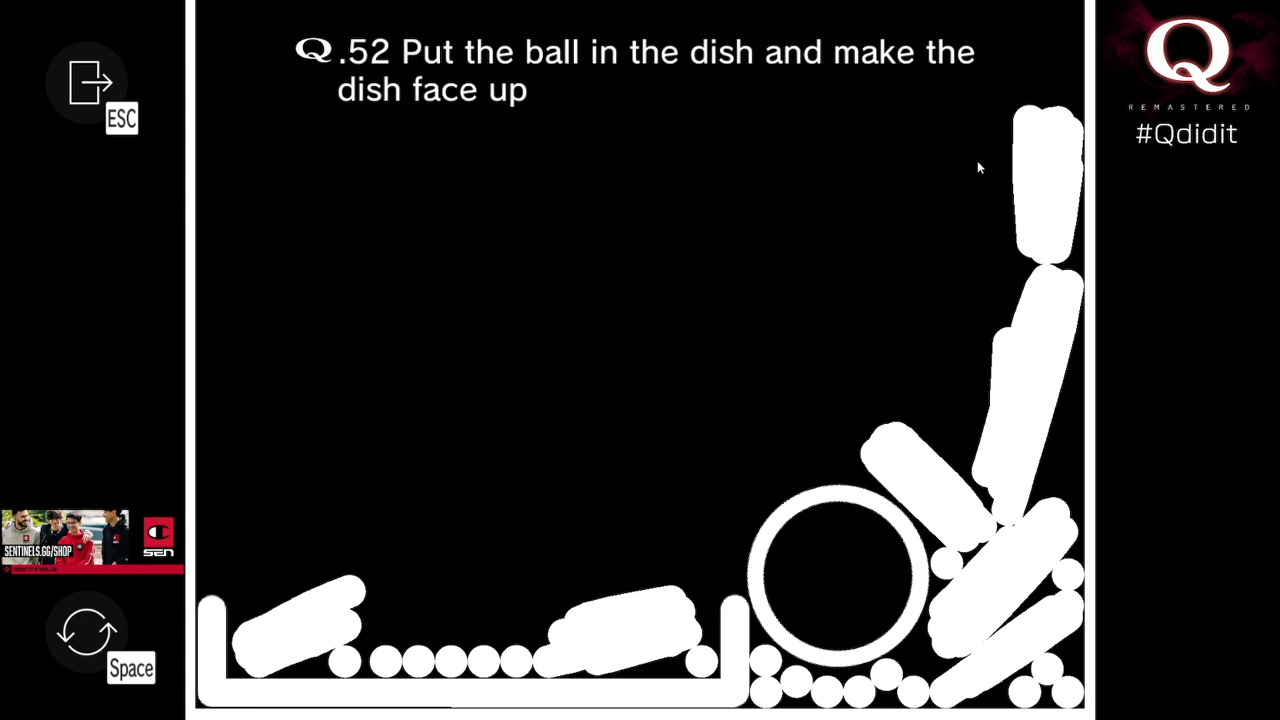 Q.52 Put the ball in the dish and make the
dish face up
ESC
Q
REMASTERED
#Qdidit
SENTINELS.GG/SHOP
SEN
SENTINELS
Space